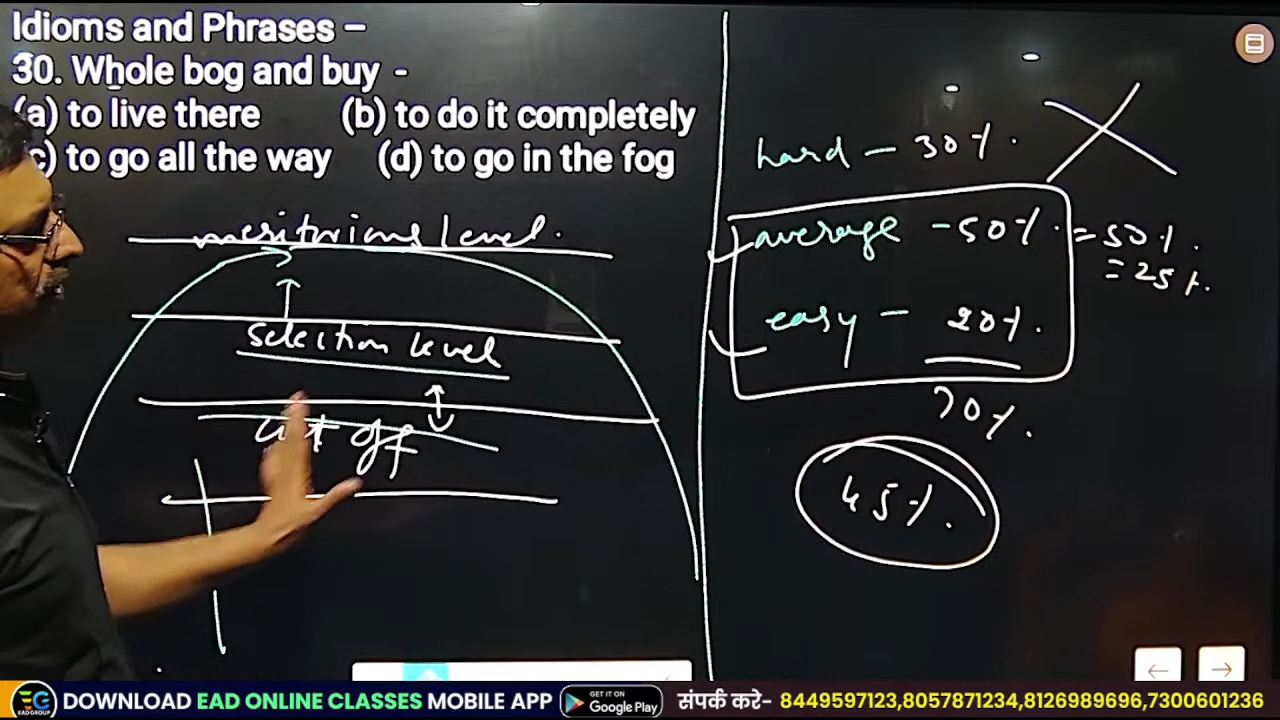 Idioms and Phrases –
30. Whole bog and buy -
(a) to live there (b) to do it completely
c) to go all the way (d) to go in the fog
meritorious level.
selection level
cut off
hard – 30%.
average - 50%. = 50%.
= 25%.
easy – 20%.
70%.
45%.
EG
EAD GROUP
DOWNLOAD EAD ONLINE CLASSES MOBILE APP
GET IT ON
Google Play
संपर्क करे- 8449597123,8057871234,8126989696,7300601236